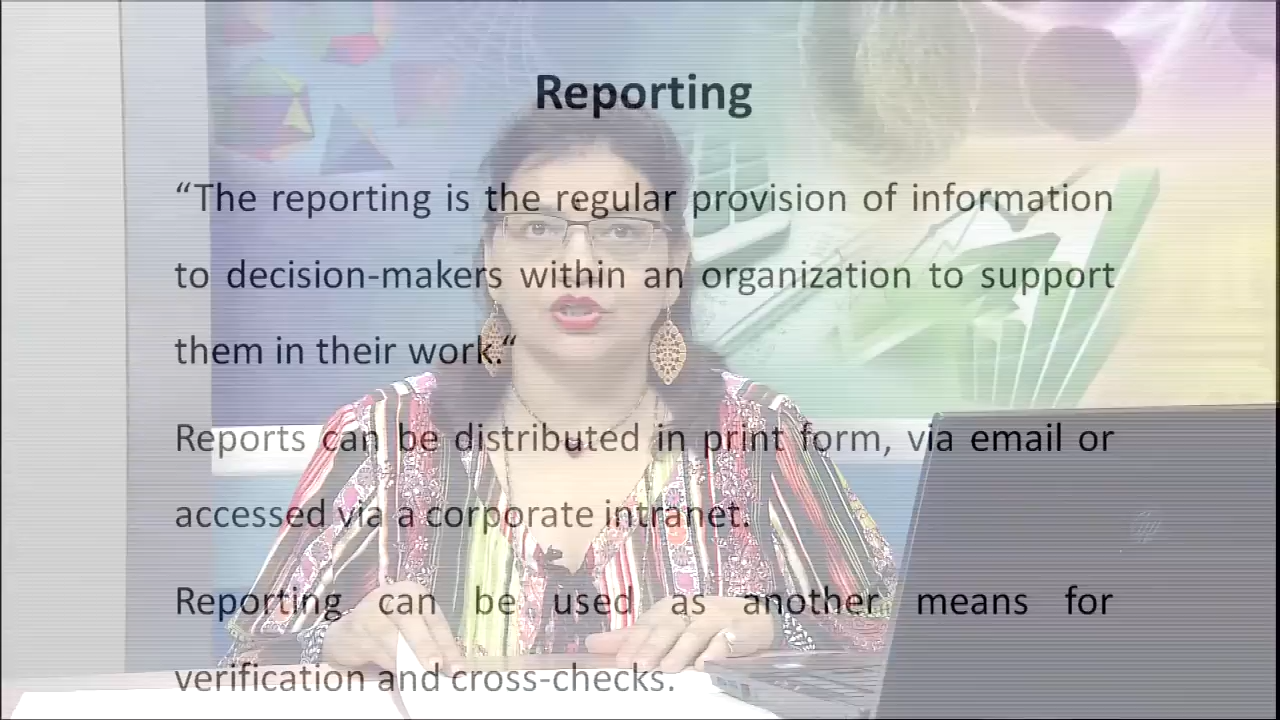 Reporting
“The reporting is the regular provision of information
to decision-makers within an organization to support
them in their work.“
Reports can be distributed in print form, via email or
accessed via a corporate intranet.
Reporting can be used as another means for
verification and cross-checks.